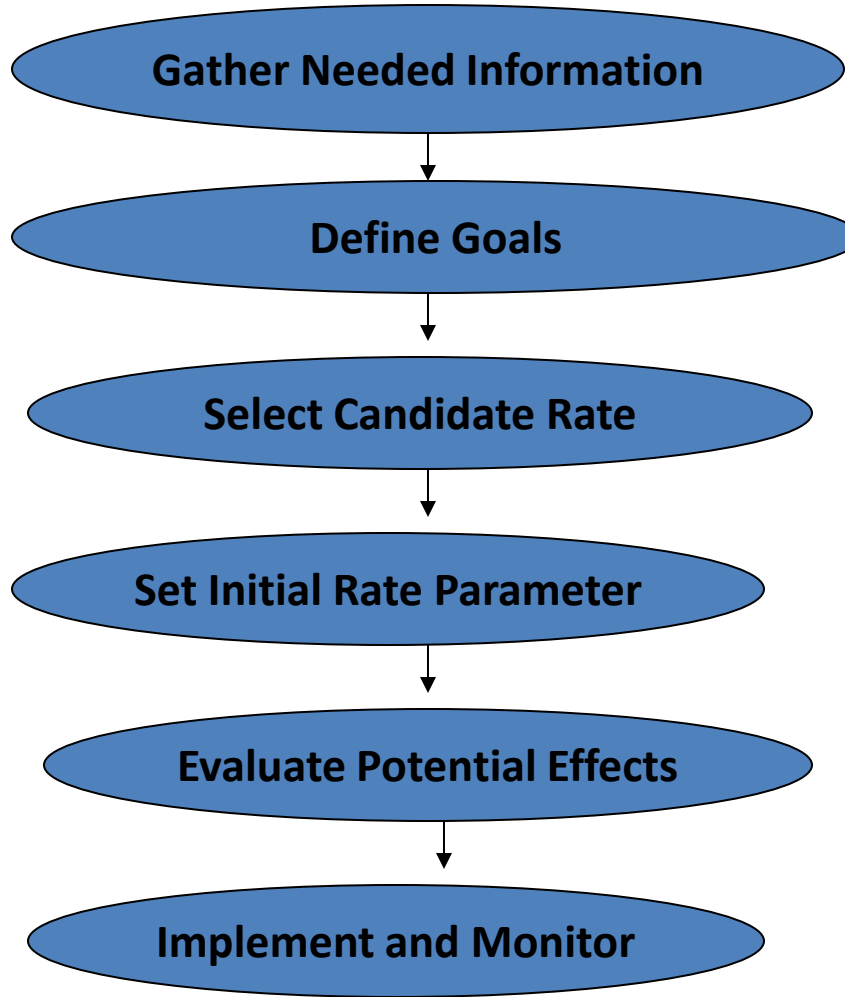 Gather Needed Information
Define Goals
Select Candidate Rate
Set Initial Rate Parameter
Evaluate Potential Effects
Implement and Monitor